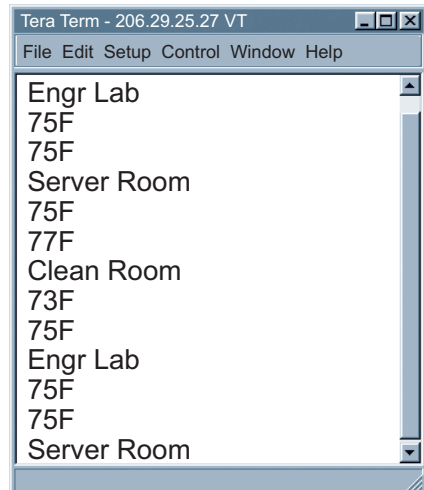 Tera Term - 206.29.25.27 VT
File Edit Setup Control Window Help
Engr Lab
75F
75F
Server Room
75F
77F
Clean Room
73F
75F
Engr Lab
75F
75F
Server Room